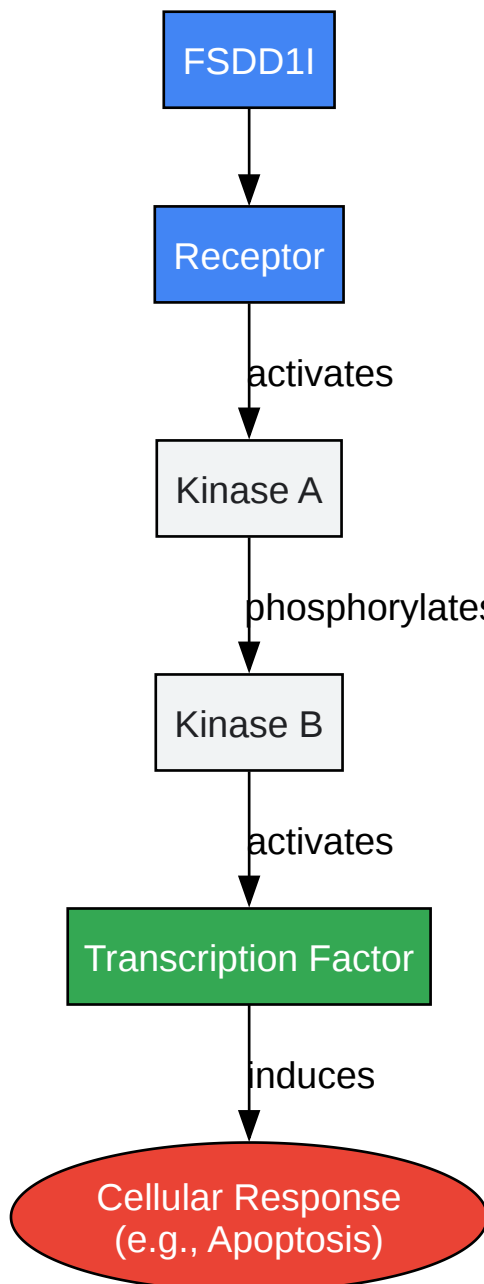 FSDD1I
Receptor
activates
Kinase A
phosphorylates
Kinase B
activates
Transcription Factor
induces
Cellular Response
(e.g., Apoptosis)